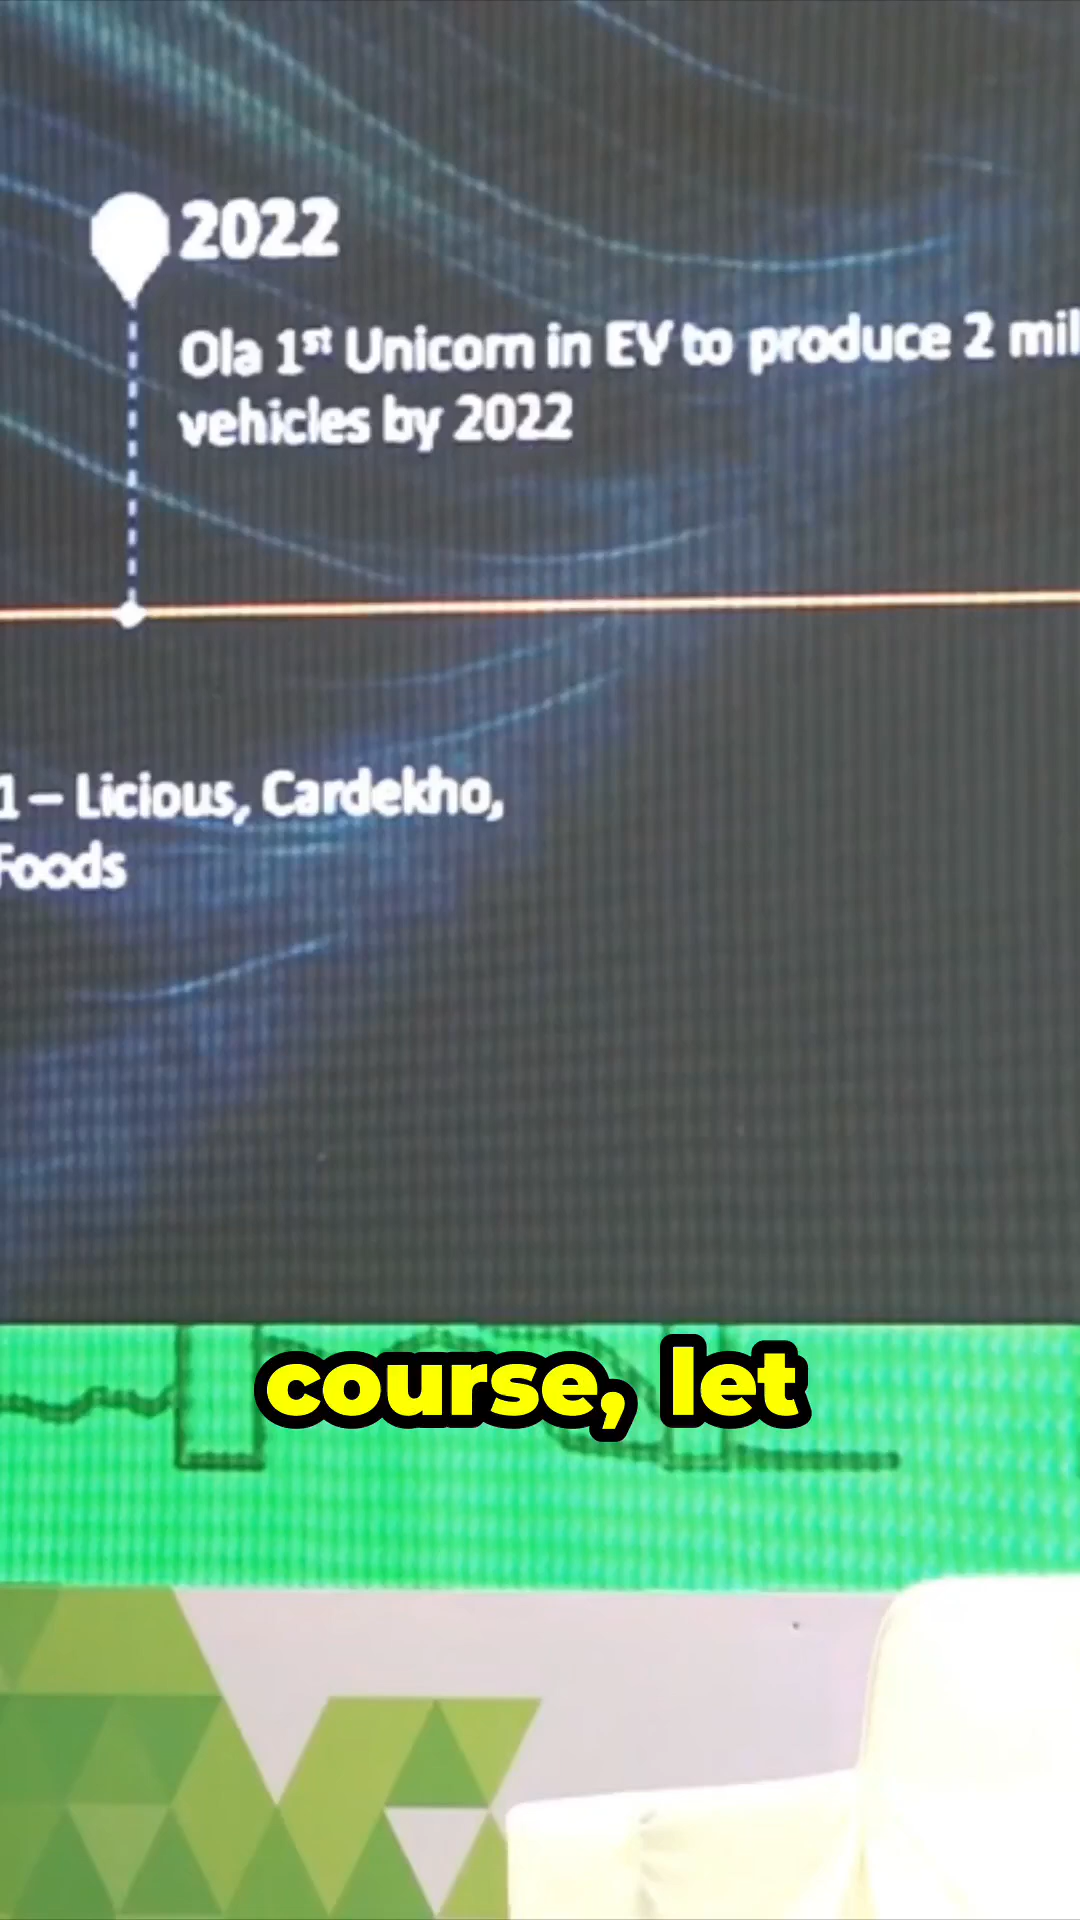 2022
Ola 1st Unicorn in EV to produce 2 mil
vehicles by 2022
1 – Licious, Cardekho,
Foods
course, let